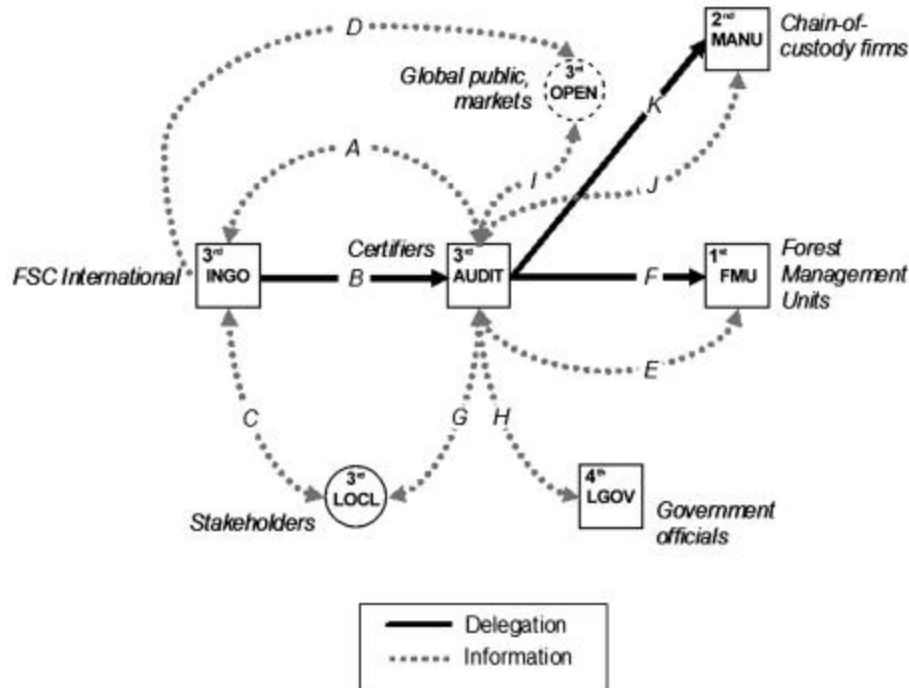 D
2nd
MANU
Chain-of-
custody firms
Global public,
markets
3rd
OPEN
K
A
I
J
FSC International
3rd
INGO
B
Certifiers
3rd
AUDIT
F
1st
FMU
Forest
Management
Units
E
C
G
H
3rd
LOCL
Stakeholders
4th
LGOV
Government
officials
Delegation
Information